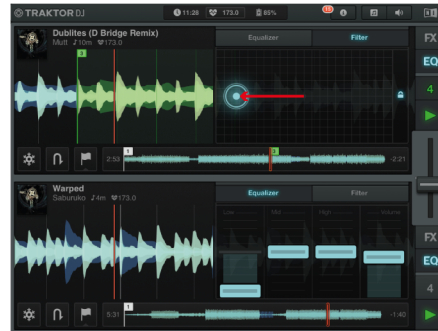 TRAKTOR DJ 11:28 173.0 85%
Dublites (D Bridge Remix)
Mutt ♪10m 173.0
Equalizer Filter
FX
EQ
3
4
1
3
2:53 -2:21
Warped
Saburuko ♪4m 173.0
Equalizer Filter
Low Mid High Volume
FX
EQ
4
1
5:31 -1:40